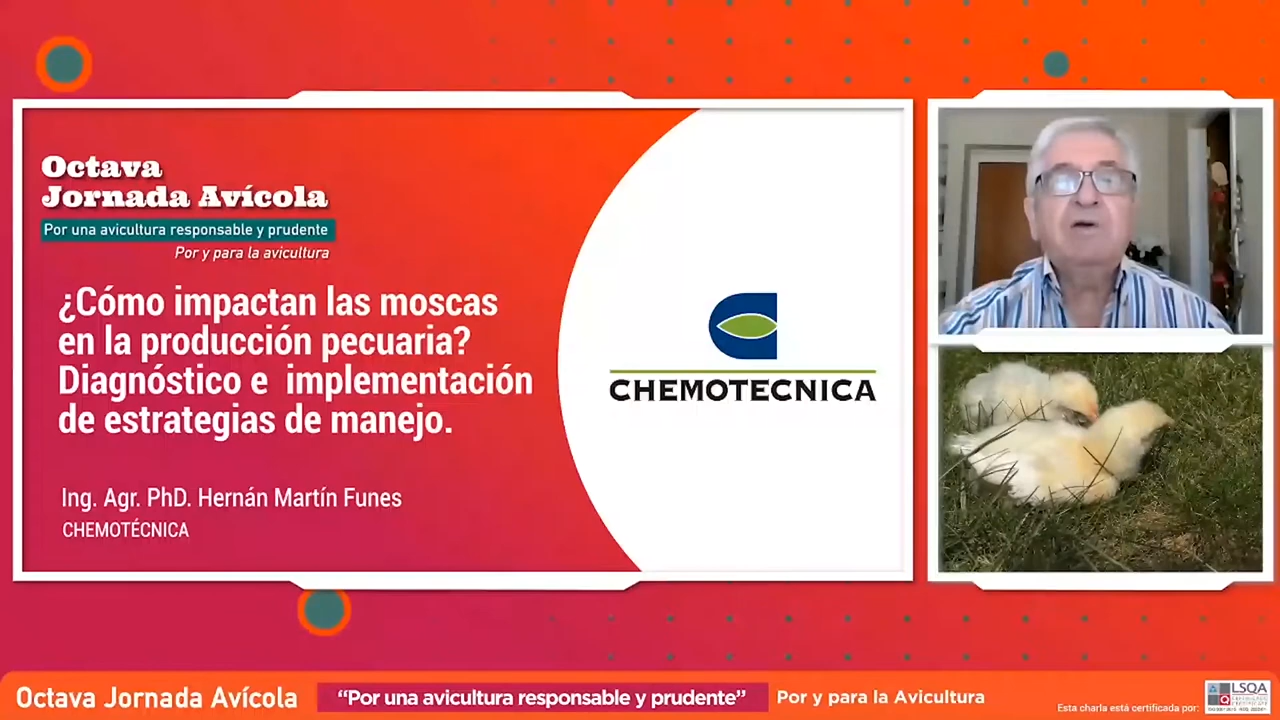 Octava
Jornada Avícola
Por una avicultura responsable y prudente
Por y para la avicultura
¿Cómo impactan las moscas
en la producción pecuaria?
Diagnóstico e implementación
de estrategias de manejo.
Ing. Agr. PhD. Hernán Martín Funes
CHEMOTÉCNICA
CHEMOTECNICA
Octava Jornada Avícola
“Por una avicultura responsable y prudente”
Por y para la Avicultura
Esta charla está certificada por:
LSQA